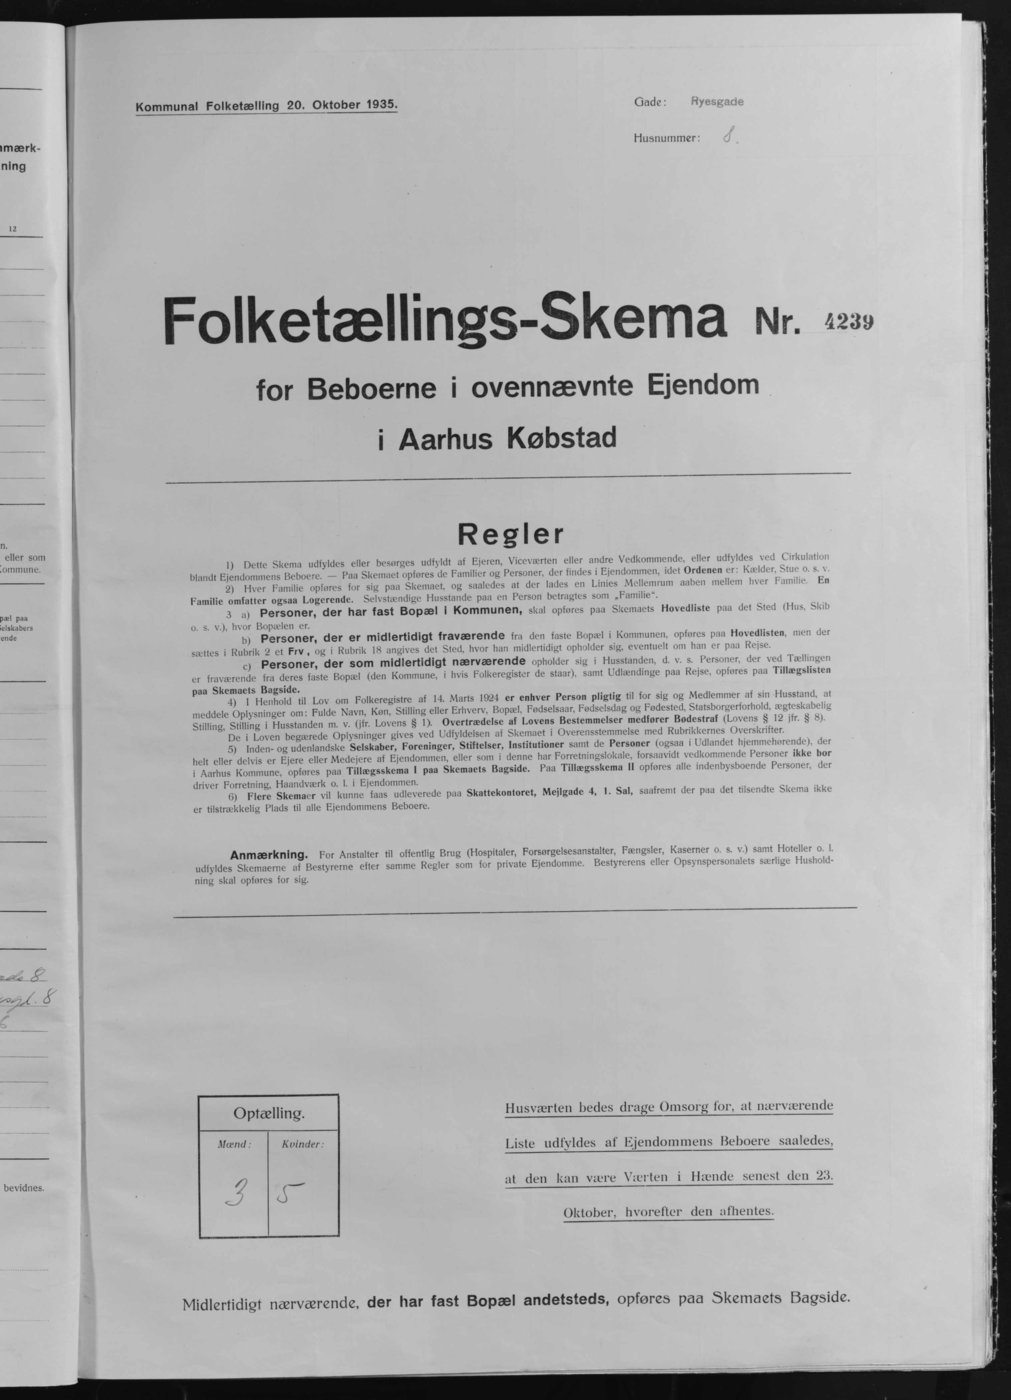 Kommunal Folketælling 20. Oktober 1935.
Gade: Ryesgade
Husnummer: 8.
Folketællings-Skema Nr. 4239
for Beboerne i ovennævnte Ejendom
i Aarhus Købstad
Regler
1) Dette Skema udfyldes eller besørges udfyldt af Ejeren, Viceværten eller andre Vedkommende, eller udfyldes ved Cirkulation
blandt Ejendommens Beboere. — Paa Skemaet opføres de Familier og Personer, der findes i Ejendommen, idet Ordenen er: Kælder, Stue o. s. v.
2) Hver Familie opføres for sig paa Skemaet, og saaledes at der lades en Linies Mellemrum aaben mellem hver Familie. En
Familie omfatter ogsaa Logerende. Selvstændige Husstande paa en Person betragtes som „Familie“.
3 a) Personer, der har fast Bopæl i Kommunen, skal opføres paa Skemaets Hovedliste paa det Sted (Hus, Skib
o. s. v.), hvor Bopælen er.
b) Personer, der er midlertidigt fraværende fra den faste Bopæl i Kommunen, opføres paa Hovedlisten, men der
sættes i Rubrik 2 et Frv, og i Rubrik 18 angives det Sted, hvor han midlertidigt opholder sig, eventuelt om han er paa Rejse.
c) Personer, der som midlertidigt nærværende opholder sig i Husstanden, d. v. s. Personer, der ved Tællingen
er fraværende fra deres faste Bopæl (den Kommune, i hvis Folkeregister de staar), samt Udlændinge paa Rejse, opføres paa Tillægslisten
paa Skemaets Bagside.
4) I Henhold til Lov om Folkeregistre af 14. Marts 1924 er enhver Person pligtig til for sig og Medlemmer af sin Husstand, at
meddele Oplysninger om: Fulde Navn, Køn, Stilling eller Erhverv, Bopæl, Fødselsaar, Fødselsdag og Fødested, Statsborgerforhold, ægteskabelig
Stilling, Stilling i Husstanden m. v. (jfr. Lovens § 1). Overtrædelse af Lovens Bestemmelser medfører Bødestraf (Lovens § 12 jfr. § 8).
De i Loven begærede Oplysninger gives ved Udfyldelsen af Skemaet i Overensstemmelse med Rubrikkernes Overskrifter.
5) Inden- og udenlandske Selskaber, Foreninger, Stiftelser, Institutioner samt de Personer (ogsaa i Udlandet hjemmehørende), der
helt eller delvis er Ejere eller Medejere af Ejendommen, eller som i denne har Forretningslokale, forsaavidt vedkommende Personer ikke bor
i Aarhus Kommune, opføres paa Tillægsskema I paa Skemaets Bagside. Paa Tillægsskema II opføres alle indenbysboende Personer, der
driver Forretning, Haandværk o. l. i Ejendommen.
6) Flere Skemaer vil kunne faas udleverede paa Skattekontoret, Mejlgade 4, 1. Sal, saafremt der paa det tilsendte Skema ikke
er tilstrækkelig Plads til alle Ejendommens Beboere.
Anmærkning. For Anstalter til offentlig Brug (Hospitaler, Forsørgelsesanstalter, Fængsler, Kaserner o. s. v.) samt Hoteller o. l.
udfyldes Skemaerne af Bestyrerne efter samme Regler som for private Ejendomme. Bestyrerens eller Opsynspersonalets særlige Hushold-
ning skal opføres for sig.
Optælling.
Mænd: Kvinder:
3 5
Husværten bedes drage Omsorg for, at nærværende
Liste udfyldes af Ejendommens Beboere saaledes,
at den kan være Værten i Hænde senest den 23.
Oktober, hvorefter den afhentes.
Midlertidigt nærværende, der har fast Bopæl andetsteds, opføres paa Skemaets Bagside.